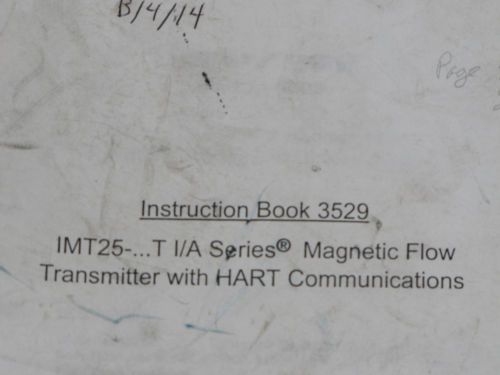 B/4/14
Page
Instruction Book 3529
IMT25-...T I/A Series® Magnetic Flow
Transmitter with HART Communications